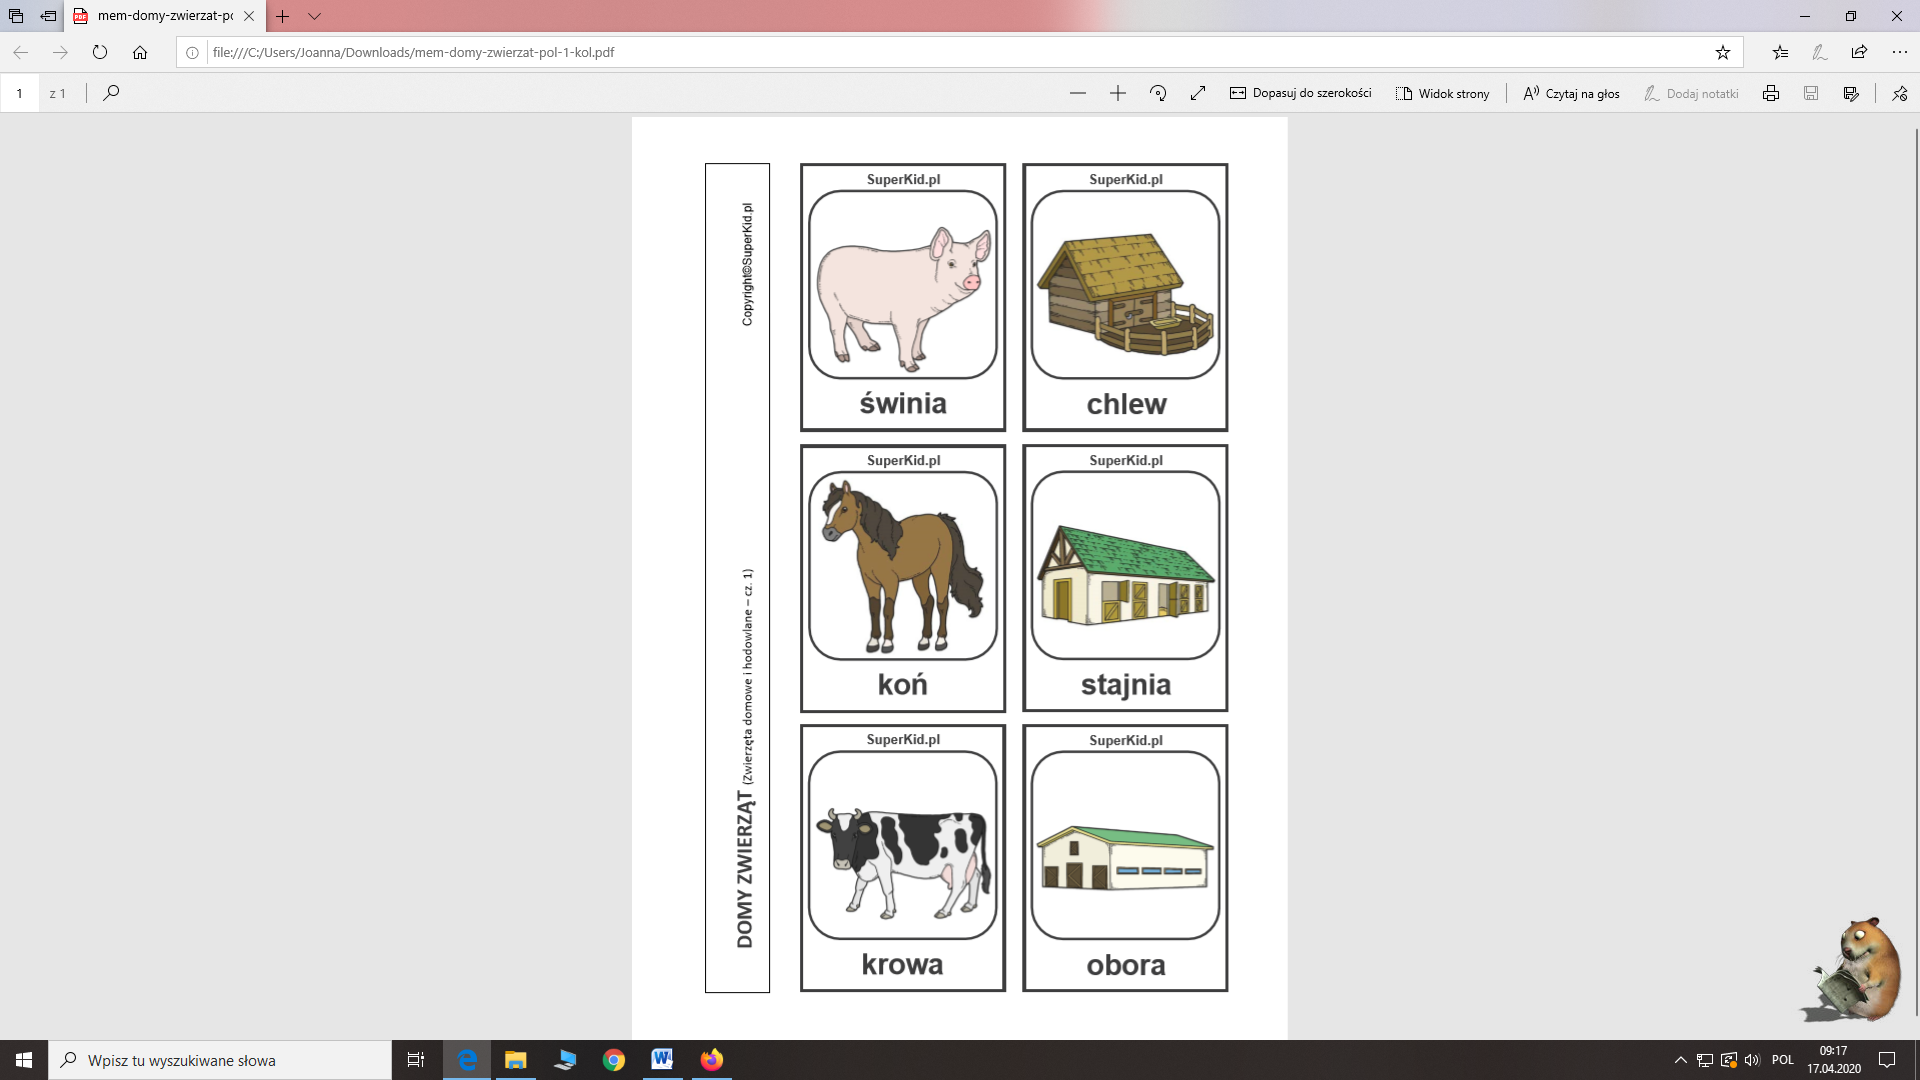 mem-domy-zwierzat-po
file:///C:/Users/Joanna/Downloads/mem-domy-zwierzat-pol-1-kol.pdf
1 z 1
Dopasuj do szerokości
Widok strony
Czytaj na głos
Dodaj notatki
DOMY ZWIERZĄT (Zwierzęta domowe i hodowlane – cz. 1)
Copyright©SuperKid.pl
SuperKid.pl
świnia
SuperKid.pl
chlew
SuperKid.pl
koń
SuperKid.pl
stajnia
SuperKid.pl
krowa
SuperKid.pl
obora
Wpisz tu wyszukiwane słowa
POL
09:17
17.04.2020